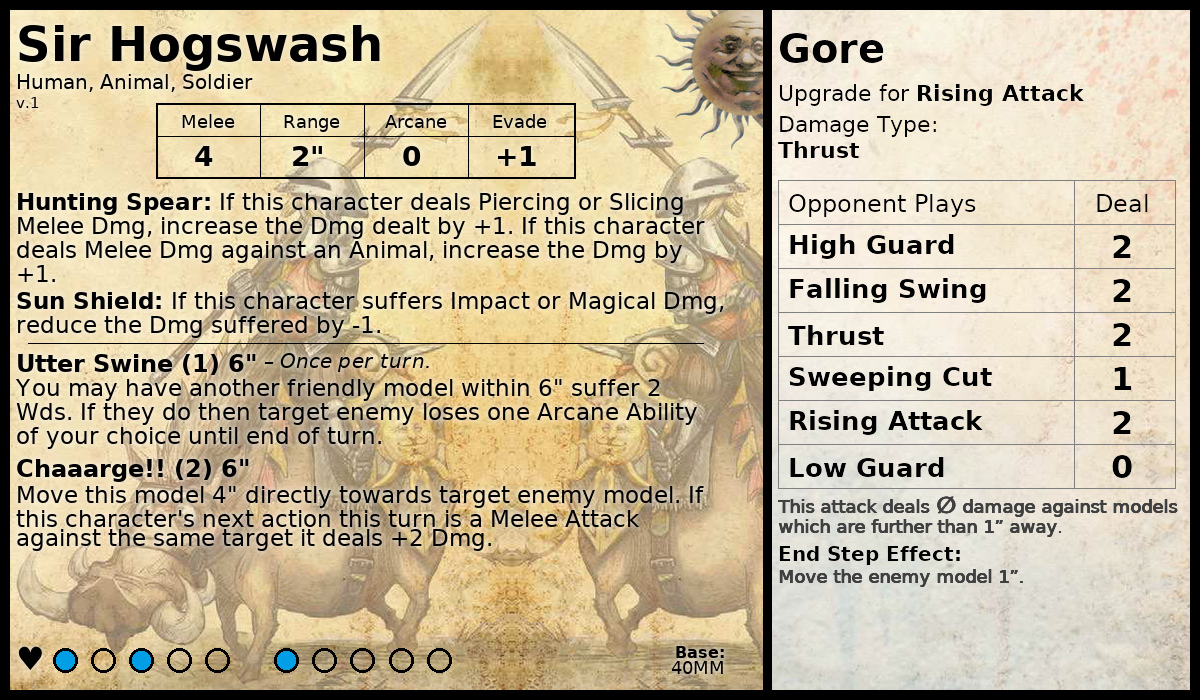 Sir Hogswash
Human, Animal, Soldier
v.1
Melee Range Arcane Evade
4 2" 0 +1
Hunting Spear: If this character deals Piercing or Slicing
Melee Dmg, increase the Dmg dealt by +1. If this character
deals Melee Dmg against an Animal, increase the Dmg by
+1.
Sun Shield: If this character suffers Impact or Magical Dmg,
reduce the Dmg suffered by -1.
Utter Swine (1) 6" – Once per turn.
You may have another friendly model within 6" suffer 2
Wds. If they do then target enemy loses one Arcane Ability
of your choice until end of turn.
Chaaarge!! (2) 6"
Move this model 4" directly towards target enemy model. If
this character's next action this turn is a Melee Attack
against the same target it deals +2 Dmg.
Base:
40MM
Gore
Upgrade for Rising Attack
Damage Type:
Thrust
Opponent Plays Deal
High Guard 2
Falling Swing 2
Thrust 2
Sweeping Cut 1
Rising Attack 2
Low Guard 0
This attack deals Ø damage against models
which are further than 1” away.
End Step Effect:
Move the enemy model 1”.